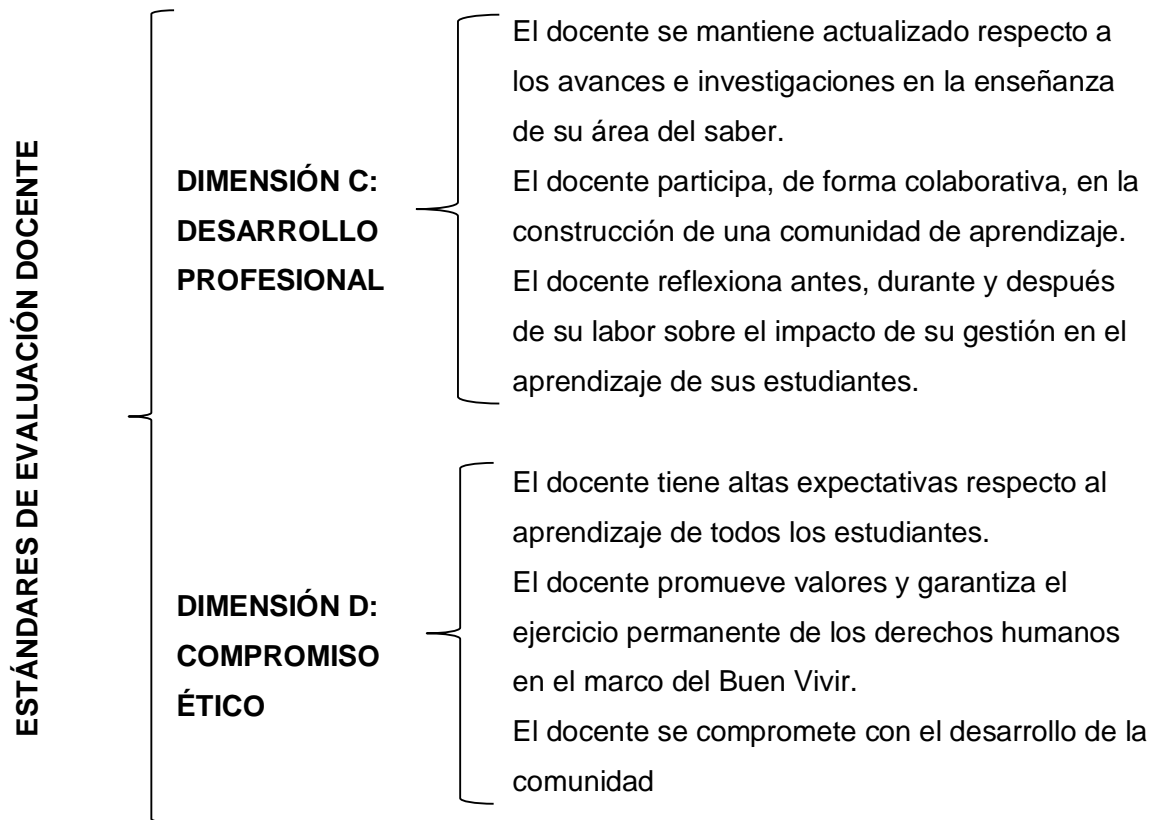 ESTÁNDARES DE EVALUACIÓN DOCENTE
DIMENSIÓN C:
DESARROLLO
PROFESIONAL
El docente se mantiene actualizado respecto a
los avances e investigaciones en la enseñanza
de su área del saber.
El docente participa, de forma colaborativa, en la
construcción de una comunidad de aprendizaje.
El docente reflexiona antes, durante y después
de su labor sobre el impacto de su gestión en el
aprendizaje de sus estudiantes.
DIMENSIÓN D:
COMPROMISO
ÉTICO
El docente tiene altas expectativas respecto al
aprendizaje de todos los estudiantes.
El docente promueve valores y garantiza el
ejercicio permanente de los derechos humanos
en el marco del Buen Vivir.
El docente se compromete con el desarrollo de la
comunidad